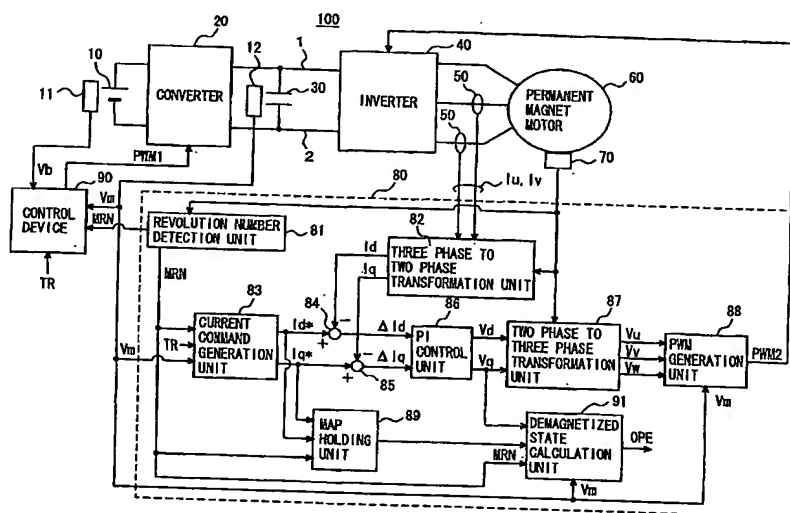 100
20
10
12
1
40
60
11
CONVERTER
30
INVERTER
50
PERMANENT
MAGNET
MOTOR
50
2
70
PWM1
Vb
90
Iu, Iv
80
Vm
CONTROL
DEVICE
MRN
REVOLUTION NUMBER
DETECTION UNIT
81
82
THREE PHASE TO
TWO PHASE
TRANSFORMATION UNIT
Id
Iq
TR
MRN
83
84
86
87
88
CURRENT
COMMAND
GENERATION
UNIT
TR
Vm
Id*
Iq*
−
+
−
+
85
ΔId
ΔIq
PI
CONTROL
UNIT
Vd
Vq
TWO PHASE TO
THREE PHASE
TRANSFORMATION
UNIT
Vu
Vv
Vw
PWM
GENERATION
UNIT
PWM2
Vm
89
91
MAP
HOLDING
UNIT
MRN
DEMAGNETIZED
STATE
CALCULATION
UNIT
OPE
Vm